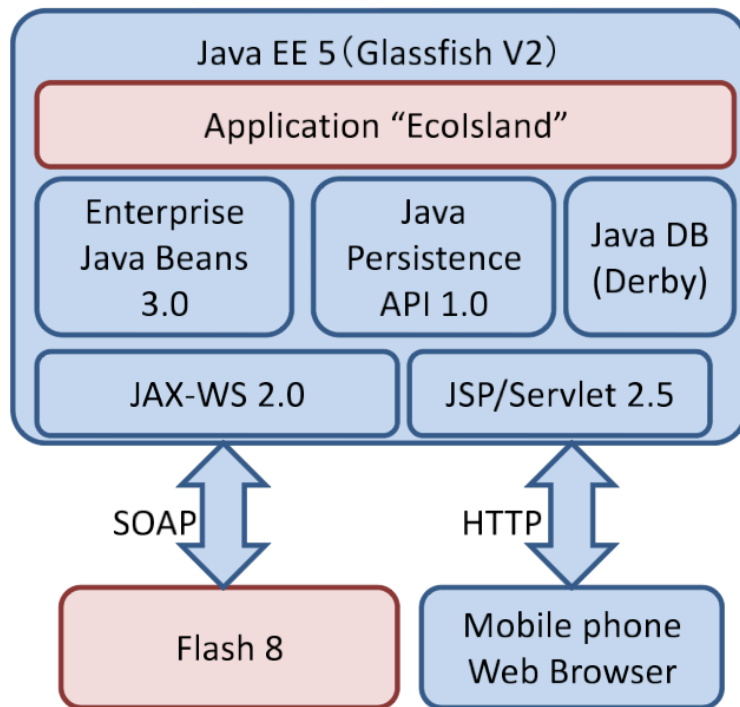 Java EE 5（Glassfish V2）
Application “EcoIsland”
Enterprise
Java Beans
3.0
Java
Persistence
API 1.0
Java DB
(Derby)
JAX-WS 2.0
JSP/Servlet 2.5
SOAP
HTTP
Flash 8
Mobile phone
Web Browser